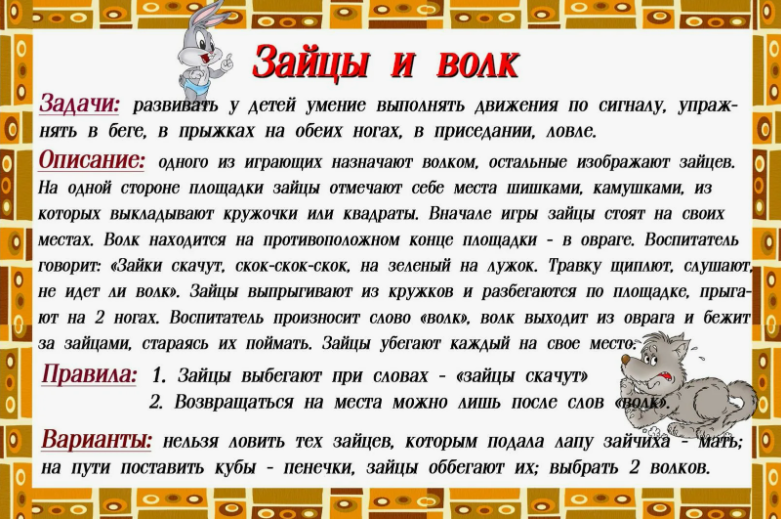 Зайцы и волк
Задачи: развивать у детей умение выполнять движения по сигналу, упраж-
нять в беге, в прыжках на обеих ногах, в приседании, ловле.
Описание: одного из играющих назначают волком, остальные изображают зайцев.
На одной стороне площадки зайцы отмечают себе места шишками, камушками, из
которых выкладывают кружочки или квадраты. Вначале игры зайцы стоят на своих
местах. Волк находится на противоположном конце площадки - в овраге. Воспитатель
говорит: «Зайки скачут, скок-скок-скок, на зеленый на лужок. Травку щиплют, слушают,
не идет ли волк». Зайцы выпрыгивают из кружков и разбегаются по площадке, прыга-
ют на 2 ногах. Воспитатель произносит слово «волк», волк выходит из оврага и бежит
за зайцами, стараясь их поймать. Зайцы убегают каждый на свое место.
Правила: 1. Зайцы выбегают при словах - «зайцы скачут»
2. Возвращаться на места можно лишь после слов «волк».
Варианты: нельзя ловить тех зайцев, которым подала лапу зайчиха - мать;
на пути поставить кубы - пенечки, зайцы оббегают их; выбрать 2 волков.